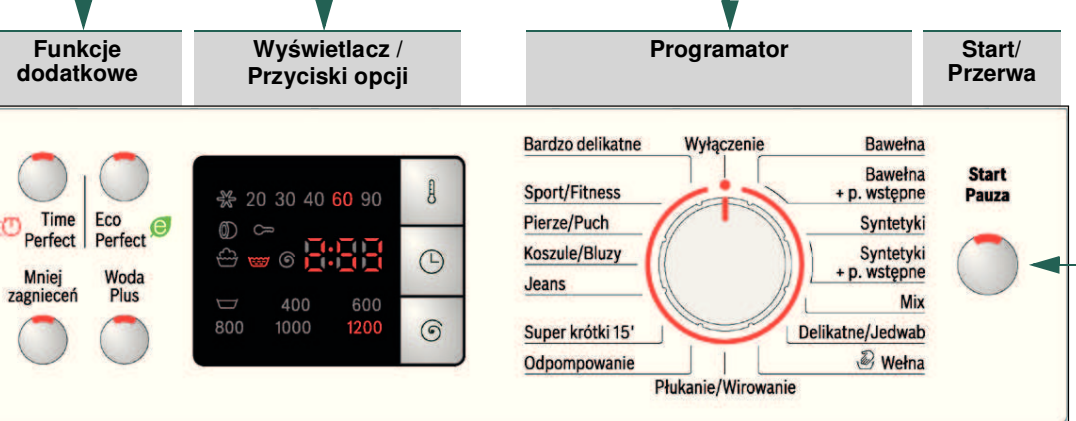 Funkcje
dodatkowe
Wyświetlacz /
Przyciski opcji
Programator
Start/
Przerwa
Time
Perfect
Eco
Perfect
e
Mniej
zagnieceń
Woda
Plus
20 30 40 60 90
400 600
800 1000 1200
Wyłączenie
Bardzo delikatne
Sport/Fitness
Pierze/Puch
Koszule/Bluzy
Jeans
Super krótki 15'
Odpompowanie
Płukanie/Wirowanie
Bawełna
Bawełna
+ p. wstępne
Syntetyki
Syntetyki
+ p. wstępne
Mix
Delikatne/Jedwab
Wełna
Start
Pauza